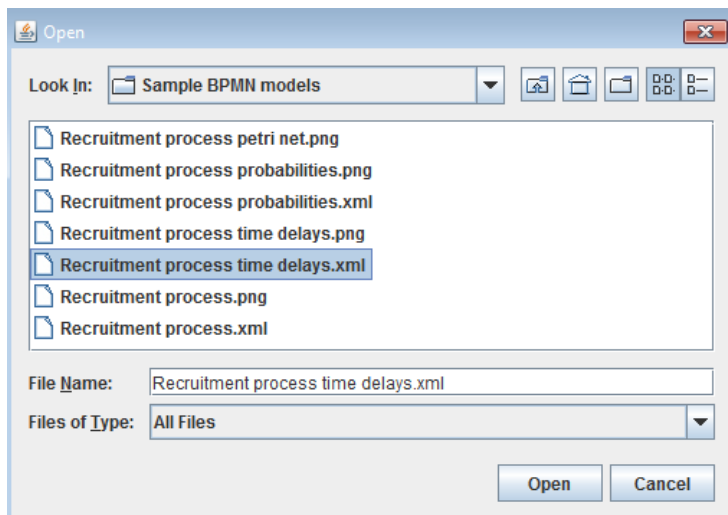 Open
Look In: Sample BPMN models
Recruitment process petri net.png
Recruitment process probabilities.png
Recruitment process probabilities.xml
Recruitment process time delays.png
Recruitment process time delays.xml
Recruitment process.png
Recruitment process.xml
File Name: Recruitment process time delays.xml
Files of Type: All Files
Open Cancel